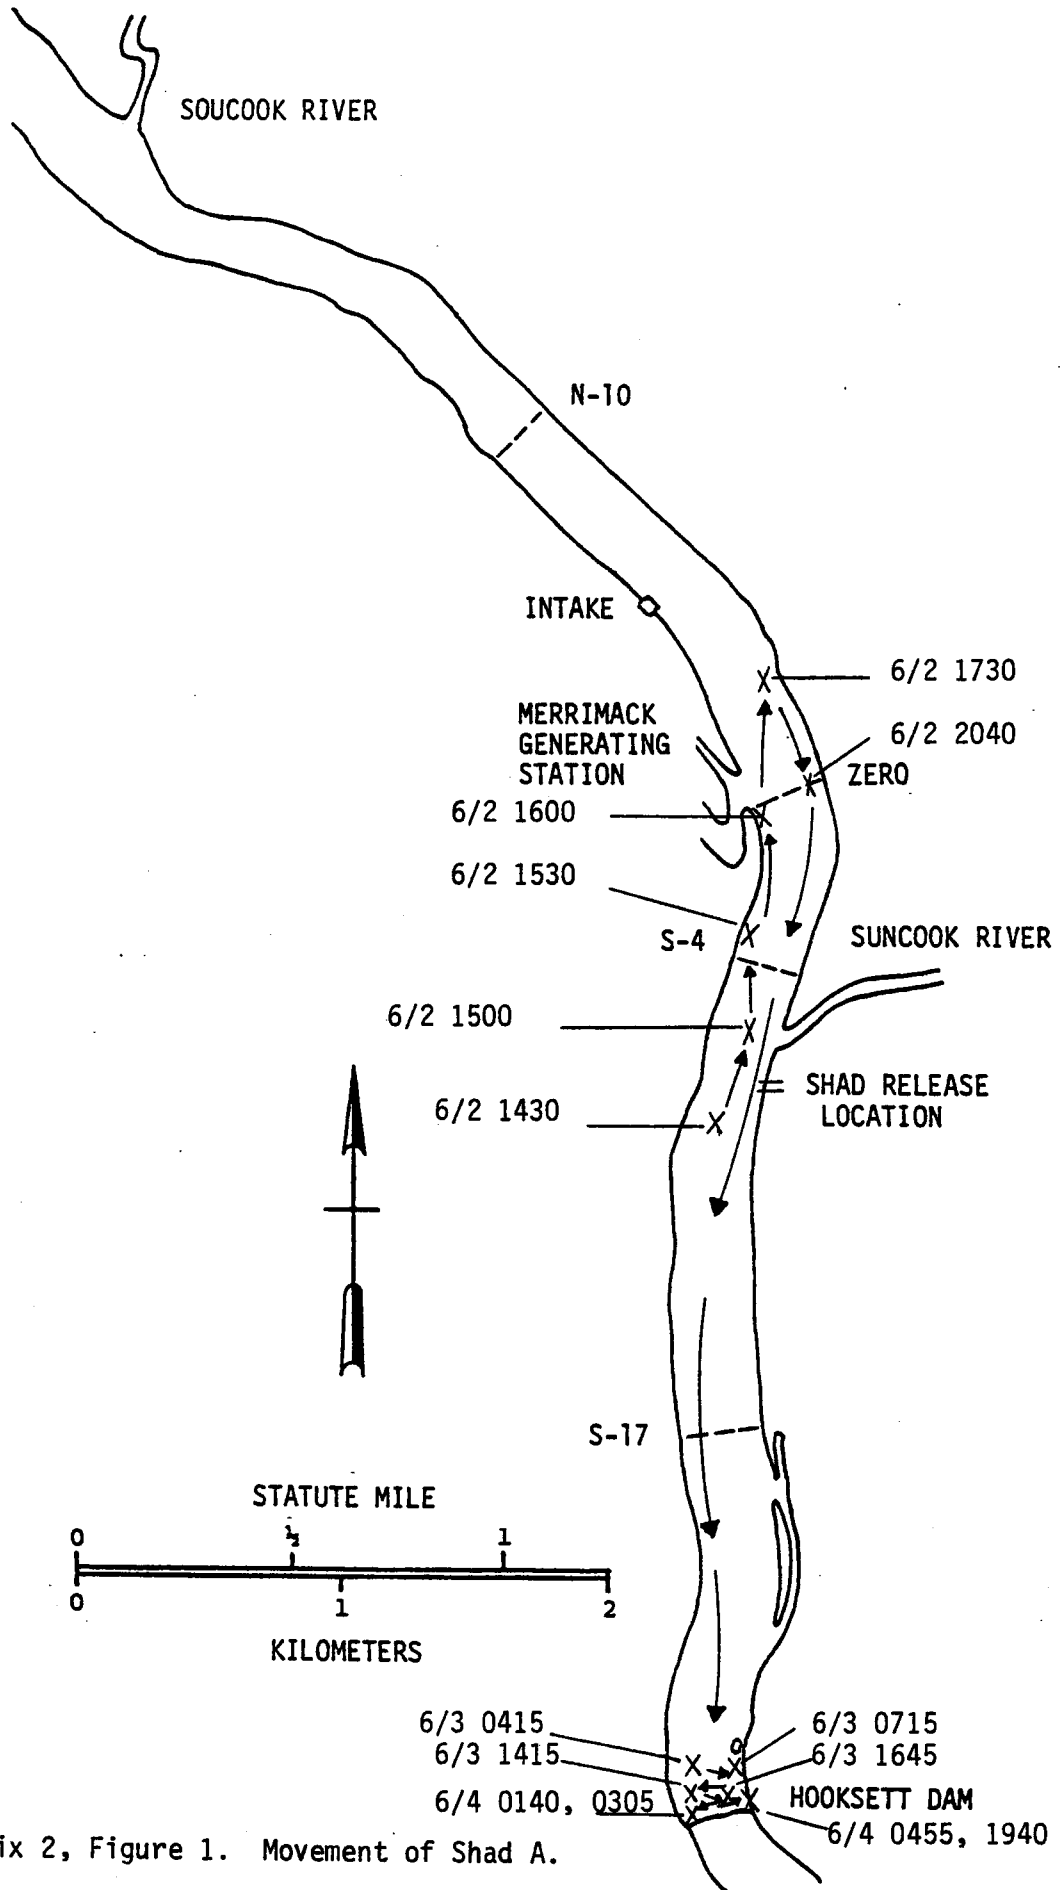 SOUCOOK RIVER
N-10
INTAKE
6/2 1730
MERRIMACK
GENERATING
STATION
6/2 2040
ZERO
6/2 1600
6/2 1530
S-4
SUNCOOK RIVER
6/2 1500
SHAD RELEASE
LOCATION
6/2 1430
S-17
STATUTE MILE
0 ½ 1
0 1 2
KILOMETERS
6/3 0415
6/3 0715
6/3 1415
6/3 1645
6/4 0140, 0305
HOOKSETT DAM
6/4 0455, 1940
ix 2, Figure 1. Movement of Shad A.